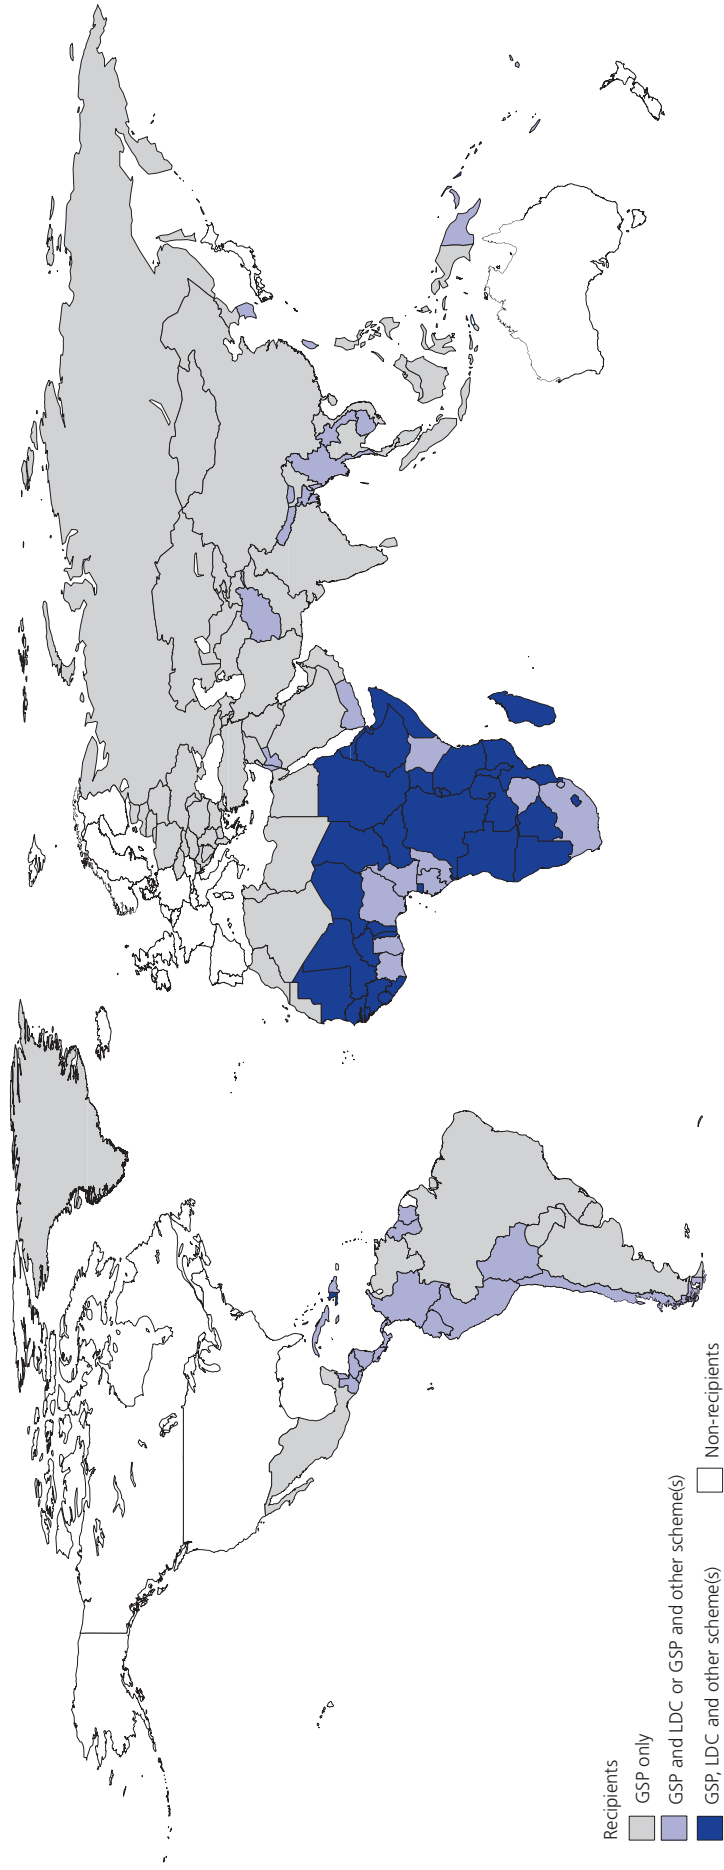 Recipients
GSP only
GSP and LDC or GSP and other scheme(s)
GSP, LDC and other scheme(s)
Non-recipients